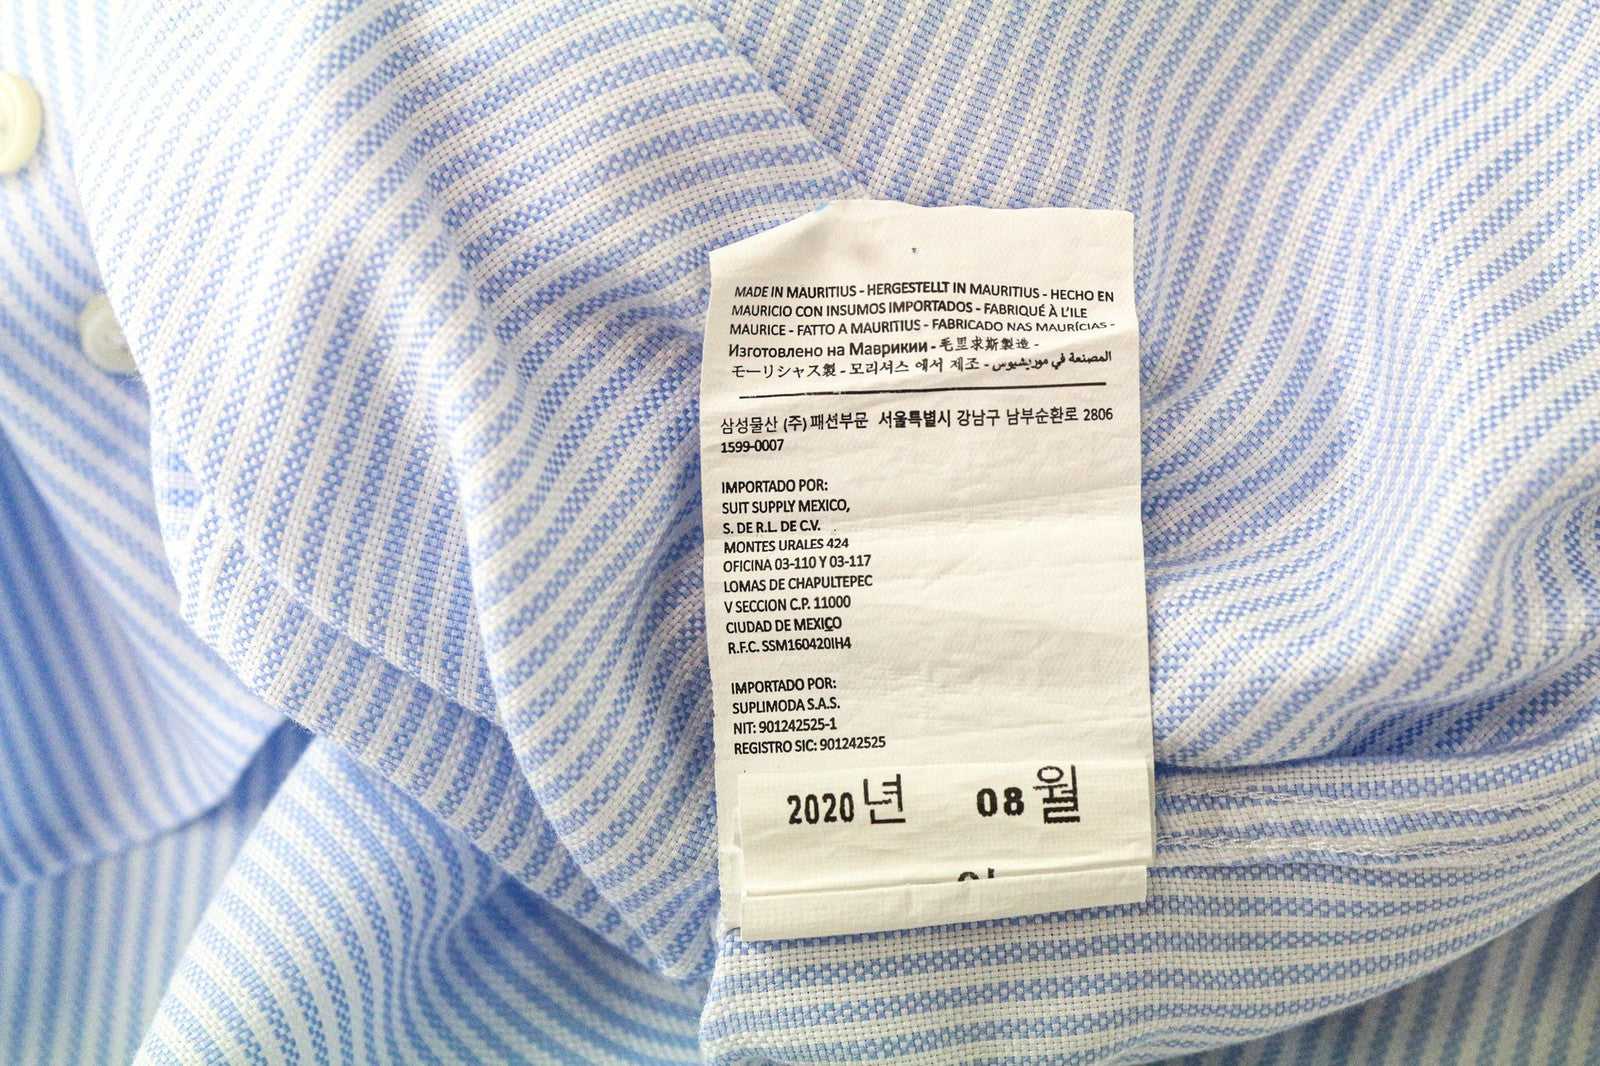 MADE IN MAURITIUS - HERGESTELLT IN MAURITIUS - HECHO EN
MAURICIO CON INSUMOS IMPORTADOS - FABRIQUÉ À L'ILE
MAURICE - FATTO A MAURITIUS - FABRICADO NAS MAURÍCIAS -
Изготовлено на Маврикии - 毛里求斯製造 -
モーリシャス製 - 모리셔스 에서 제조 - المصنعة في موريشيوس
삼성물산 (주) 패션부문 서울특별시 강남구 남부순환로 2806
1599-0007
IMPORTADO POR:
SUIT SUPPLY MEXICO,
S. DE R.L. DE C.V.
MONTES URALES 424
OFICINA 03-110 Y 03-117
LOMAS DE CHAPULTEPEC
V SECCION C.P. 11000
CIUDAD DE MEXICO
R.F.C. SSM160420IH4
IMPORTADO POR:
SUPLIMODA S.A.S.
NIT: 901242525-1
REGISTRO SIC: 901242525
2020년 08월